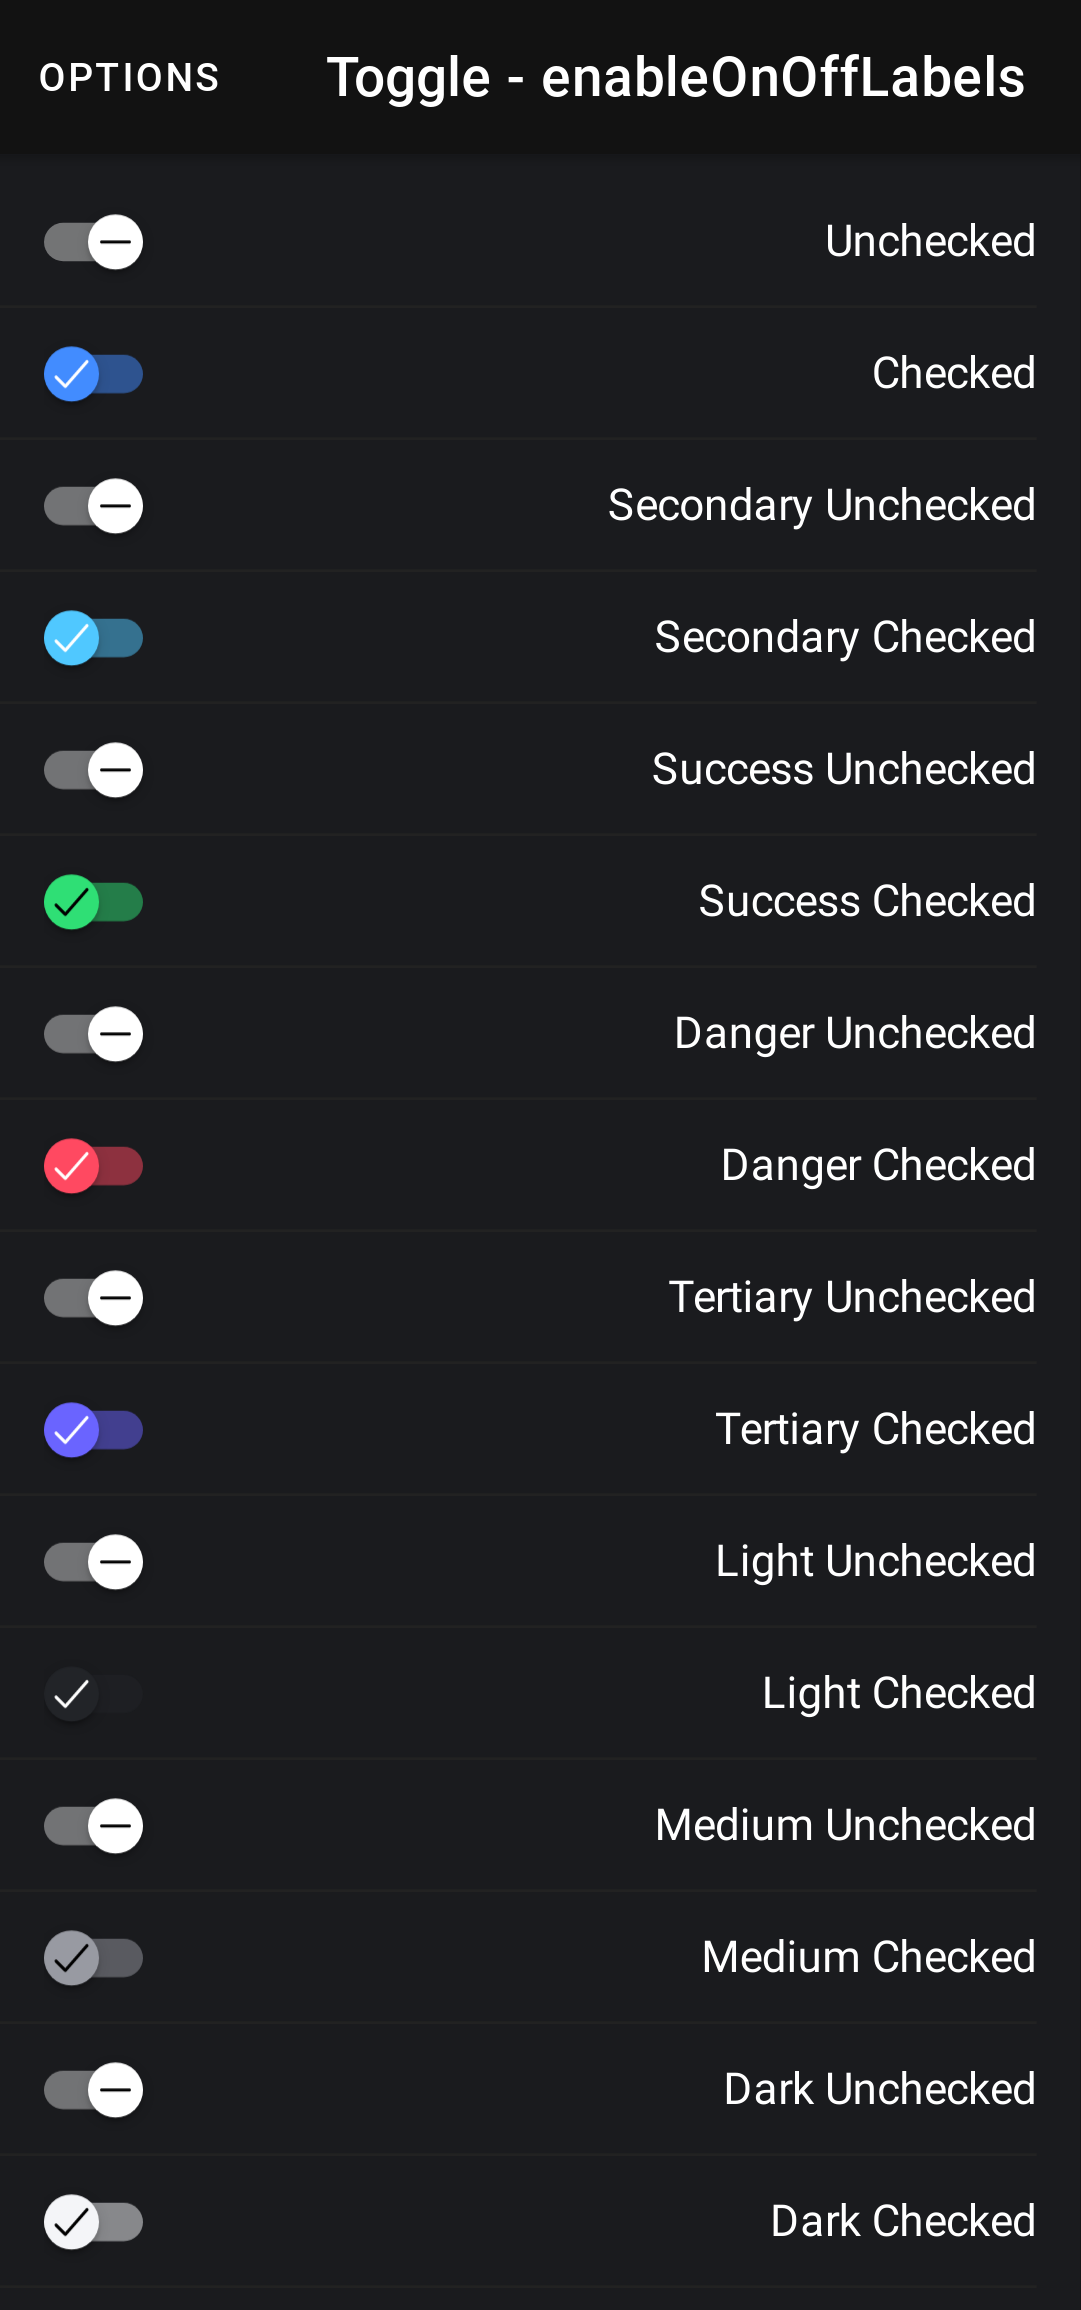 OPTIONS
Toggle - enableOnOffLabels
Unchecked
Checked
Secondary Unchecked
Secondary Checked
Success Unchecked
Success Checked
Danger Unchecked
Danger Checked
Tertiary Unchecked
Tertiary Checked
Light Unchecked
Light Checked
Medium Unchecked
Medium Checked
Dark Unchecked
Dark Checked